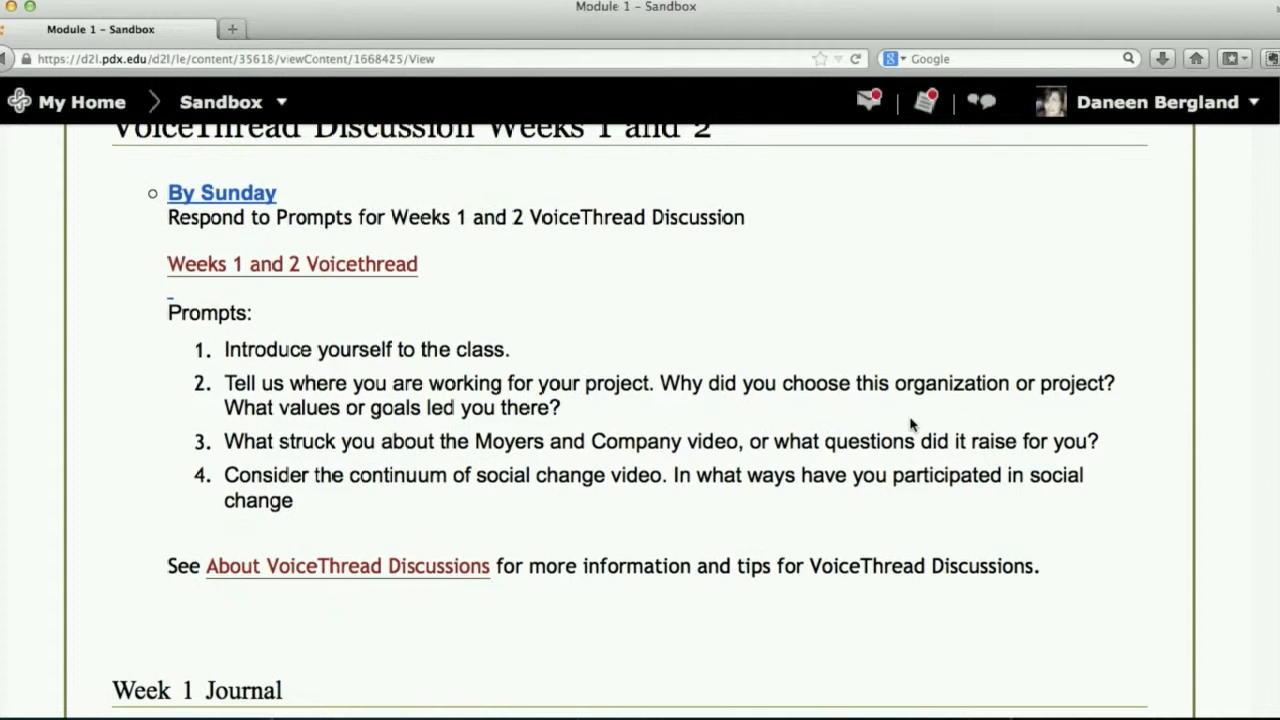 Module 1 – Sandbox
Module 1 – Sandbox
https://d2l.pdx.edu/d2l/le/content/35618/viewContent/1668425/View
Google
My Home
Sandbox
Daneen Bergland
VoiceThread Discussion Weeks 1 and 2
By Sunday
Respond to Prompts for Weeks 1 and 2 VoiceThread Discussion
Weeks 1 and 2 Voicethread
Prompts:
1. Introduce yourself to the class.
2. Tell us where you are working for your project. Why did you choose this organization or project?
What values or goals led you there?
3. What struck you about the Moyers and Company video, or what questions did it raise for you?
4. Consider the continuum of social change video. In what ways have you participated in social
change
See About VoiceThread Discussions for more information and tips for VoiceThread Discussions.
Week 1 Journal